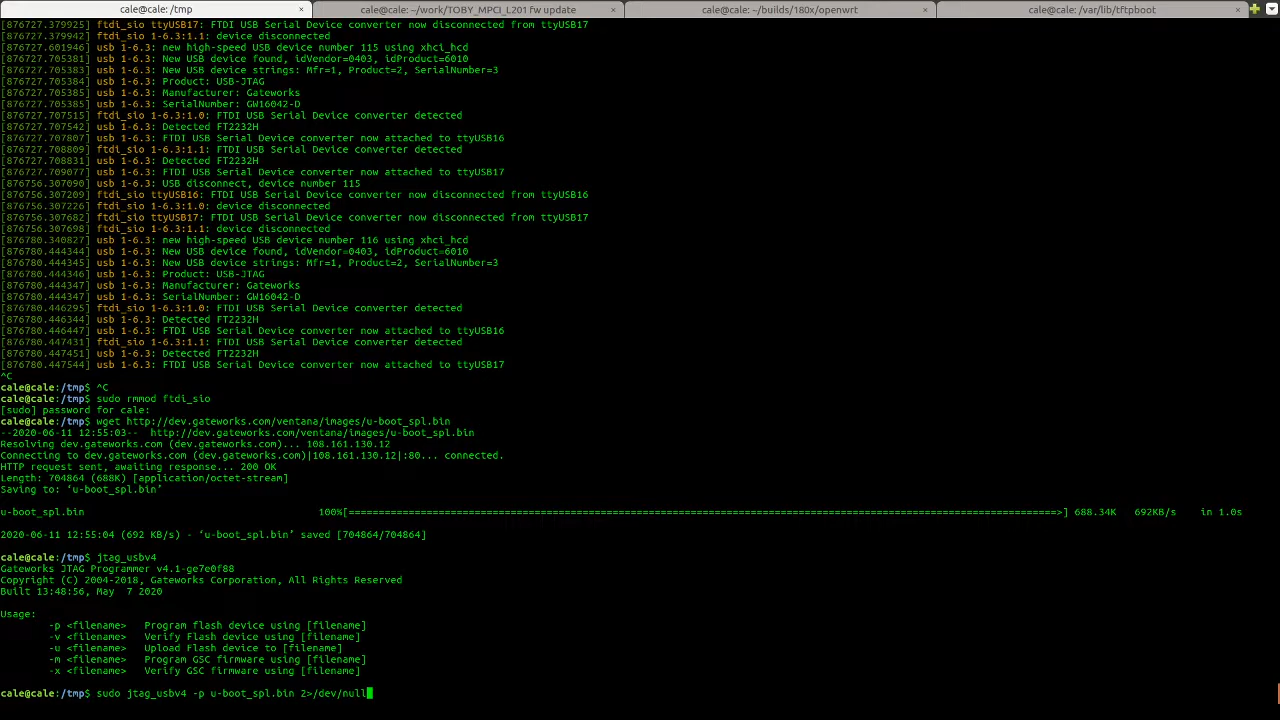 cale@cale: /tmp × cale@cale: ~/work/TOBY_MPCI_L201 fw update × cale@cale: ~/builds/180x/openwrt × cale@cale: /var/lib/tftpboot ×
[876727.379925] ftdi_sio ttyUSB17: FTDI USB Serial Device converter now disconnected from ttyUSB17
[876727.379942] ftdi_sio 1-6.3:1.1: device disconnected
[876727.601946] usb 1-6.3: new high-speed USB device number 115 using xhci_hcd
[876727.705381] usb 1-6.3: New USB device found, idVendor=0403, idProduct=6010
[876727.705383] usb 1-6.3: New USB device strings: Mfr=1, Product=2, SerialNumber=3
[876727.705384] usb 1-6.3: Product: USB-JTAG
[876727.705385] usb 1-6.3: Manufacturer: Gateworks
[876727.705385] usb 1-6.3: SerialNumber: GW16042-D
[876727.707515] ftdi_sio 1-6.3:1.0: FTDI USB Serial Device converter detected
[876727.707542] usb 1-6.3: Detected FT2232H
[876727.707807] usb 1-6.3: FTDI USB Serial Device converter now attached to ttyUSB16
[876727.708809] ftdi_sio 1-6.3:1.1: FTDI USB Serial Device converter detected
[876727.708831] usb 1-6.3: Detected FT2232H
[876727.709077] usb 1-6.3: FTDI USB Serial Device converter now attached to ttyUSB17
[876756.307090] usb 1-6.3: USB disconnect, device number 115
[876756.307209] ftdi_sio ttyUSB16: FTDI USB Serial Device converter now disconnected from ttyUSB16
[876756.307226] ftdi_sio 1-6.3:1.0: device disconnected
[876756.307682] ftdi_sio ttyUSB17: FTDI USB Serial Device converter now disconnected from ttyUSB17
[876756.307698] ftdi_sio 1-6.3:1.1: device disconnected
[876780.340827] usb 1-6.3: new high-speed USB device number 116 using xhci_hcd
[876780.444344] usb 1-6.3: New USB device found, idVendor=0403, idProduct=6010
[876780.444345] usb 1-6.3: New USB device strings: Mfr=1, Product=2, SerialNumber=3
[876780.444346] usb 1-6.3: Product: USB-JTAG
[876780.444347] usb 1-6.3: Manufacturer: Gateworks
[876780.444347] usb 1-6.3: SerialNumber: GW16042-D
[876780.446295] ftdi_sio 1-6.3:1.0: FTDI USB Serial Device converter detected
[876780.446344] usb 1-6.3: Detected FT2232H
[876780.446447] usb 1-6.3: FTDI USB Serial Device converter now attached to ttyUSB16
[876780.447431] ftdi_sio 1-6.3:1.1: FTDI USB Serial Device converter detected
[876780.447451] usb 1-6.3: Detected FT2232H
[876780.447544] usb 1-6.3: FTDI USB Serial Device converter now attached to ttyUSB17
^C
cale@cale:/tmp$ ^C
cale@cale:/tmp$ sudo rmmod ftdi_sio
[sudo] password for cale:
cale@cale:/tmp$ wget http://dev.gateworks.com/ventana/images/u-boot_spl.bin
--2020-06-11 12:55:03--  http://dev.gateworks.com/ventana/images/u-boot_spl.bin
Resolving dev.gateworks.com (dev.gateworks.com)... 108.161.130.12
Connecting to dev.gateworks.com (dev.gateworks.com)|108.161.130.12|:80... connected.
HTTP request sent, awaiting response... 200 OK
Length: 704864 (688K) [application/octet-stream]
Saving to: ‘u-boot_spl.bin’
u-boot_spl.bin 100%[=======================================================================================================================>] 688.34K 692KB/s in 1.0s
2020-06-11 12:55:04 (692 KB/s) - ‘u-boot_spl.bin’ saved [704864/704864]
cale@cale:/tmp$ jtag_usbv4
Gateworks JTAG Programmer v4.1-ge7e0f88
Copyright (C) 2004-2018, Gateworks Corporation, All Rights Reserved
Built 13:48:56, May  7 2020
Usage:
-p <filename> Program flash device using [filename]
-v <filename> Verify Flash device using [filename]
-u <filename> Upload Flash device to [filename]
-m <filename> Program GSC firmware using [filename]
-x <filename> Verify GSC firmware using [filename]
cale@cale:/tmp$ sudo jtag_usbv4 -p u-boot_spl.bin 2>/dev/null